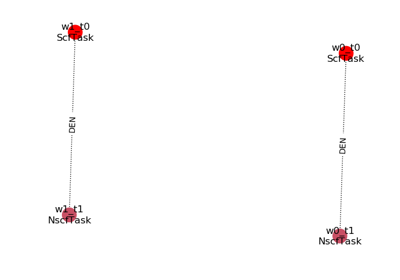 w1_t0
ScrTask
w0_t0
ScrTask
DEN
DEN
w1_t1
NscrTask
w0_t1
NscrTask